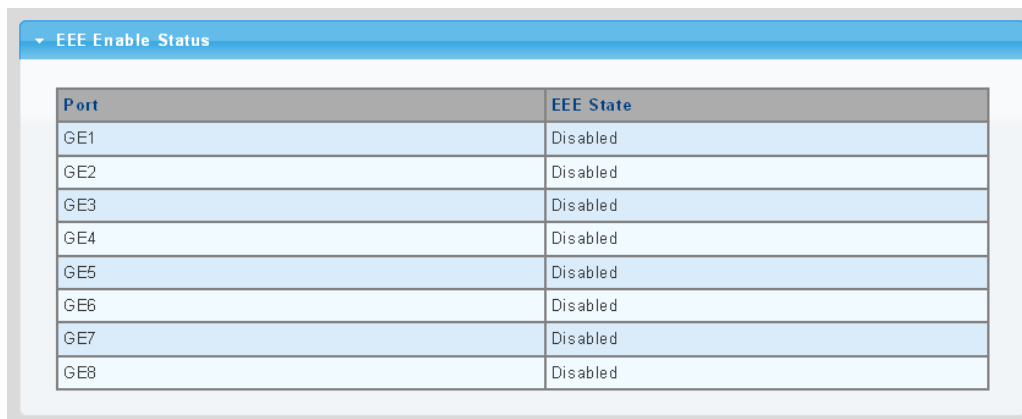 EEE Enable Status
Port EEE State
GE1 Disabled
GE2 Disabled
GE3 Disabled
GE4 Disabled
GE5 Disabled
GE6 Disabled
GE7 Disabled
GE8 Disabled